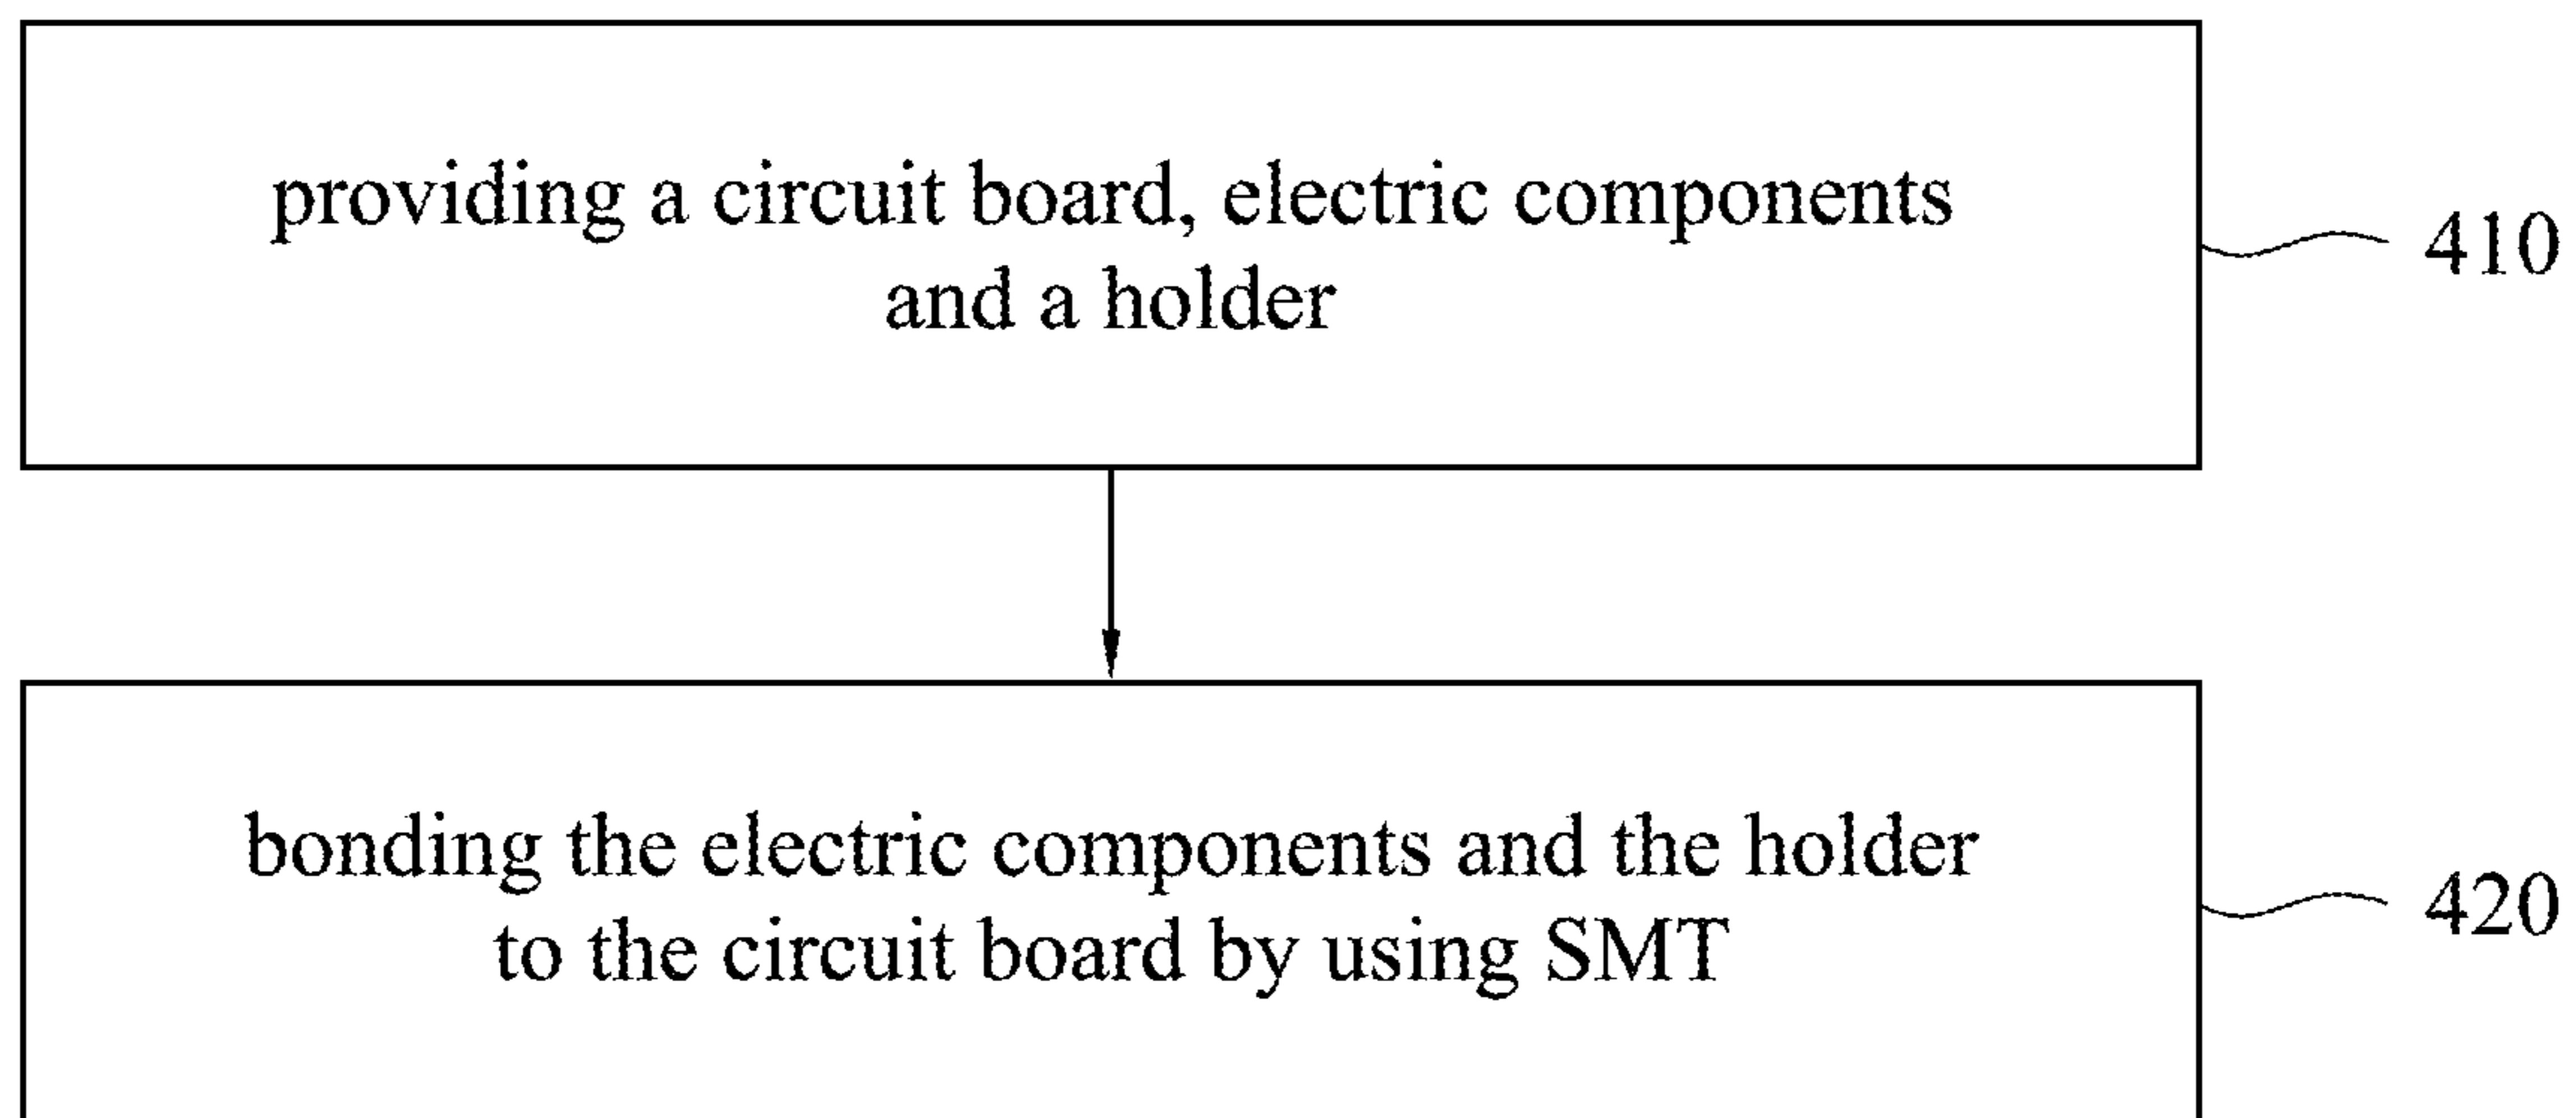 providing a circuit board, electric components
and a holder
410
bonding the electric components and the holder
to the circuit board by using SMT
420